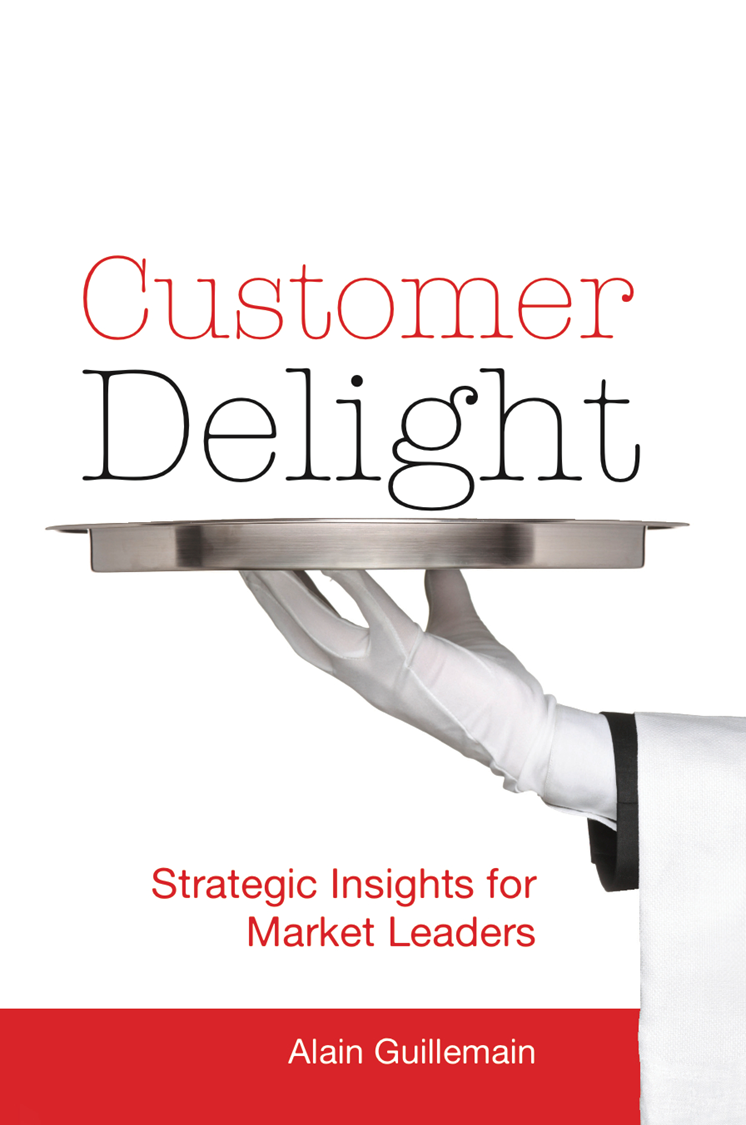 Customer
Delight
Strategic Insights for
Market Leaders
Alain Guillemain